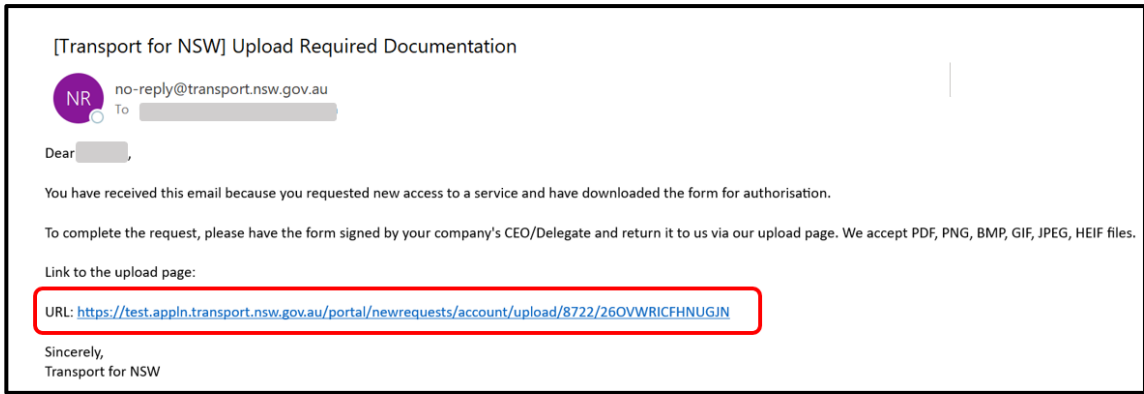 [Transport for NSW] Upload Required Documentation
NR
no-reply@transport.nsw.gov.au
To
Dear ,
You have received this email because you requested new access to a service and have downloaded the form for authorisation.
To complete the request, please have the form signed by your company's CEO/Delegate and return it to us via our upload page. We accept PDF, PNG, BMP, GIF, JPEG, HEIF files.
Link to the upload page:
URL: https://test.appln.transport.nsw.gov.au/portal/newrequests/account/upload/8722/26OVWRICFHNUGJN
Sincerely,
Transport for NSW